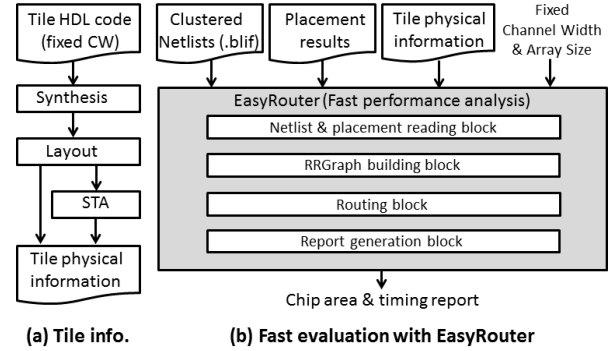 Tile HDL code
(fixed CW)
Synthesis
Layout
STA
Tile physical
information
(a) Tile info.
Clustered
Netlists (.blif)
Placement
results
Tile physical
information
Fixed
Channel Width
& Array Size
EasyRouter (Fast performance analysis)
Netlist & placement reading block
RRGraph building block
Routing block
Report generation block
Chip area & timing report
(b) Fast evaluation with EasyRouter